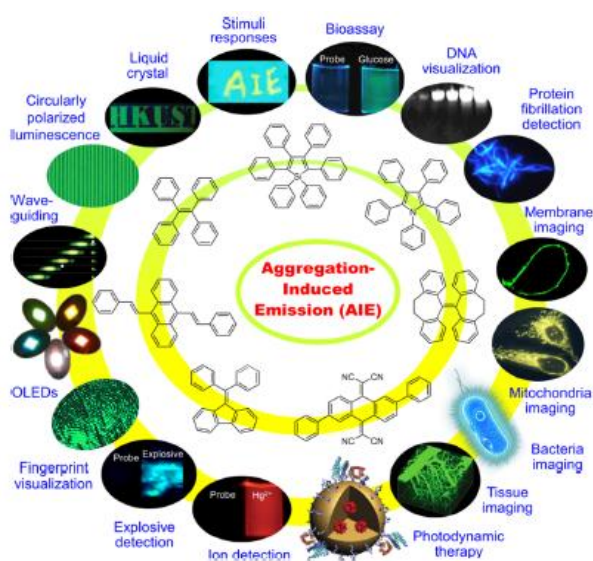 Stimuli
responses
Bioassay
Probe
Glucose
DNA
visualization
Liquid
crystal
AIE
HKUST
Circularly
polarized
luminescence
Protein
fibrillation
detection
Wave-
guiding
Si
N
Membrane
imaging
Aggregation-
Induced
Emission (AIE)
OLEDs
CN
CN
NC
CN
Mitochondria
imaging
Bacteria
imaging
Fingerprint
visualization
Probe
Explosive
Explosive
detection
Probe
Hg²⁺
Ion detection
Tissue
imaging
Photodynamic
therapy